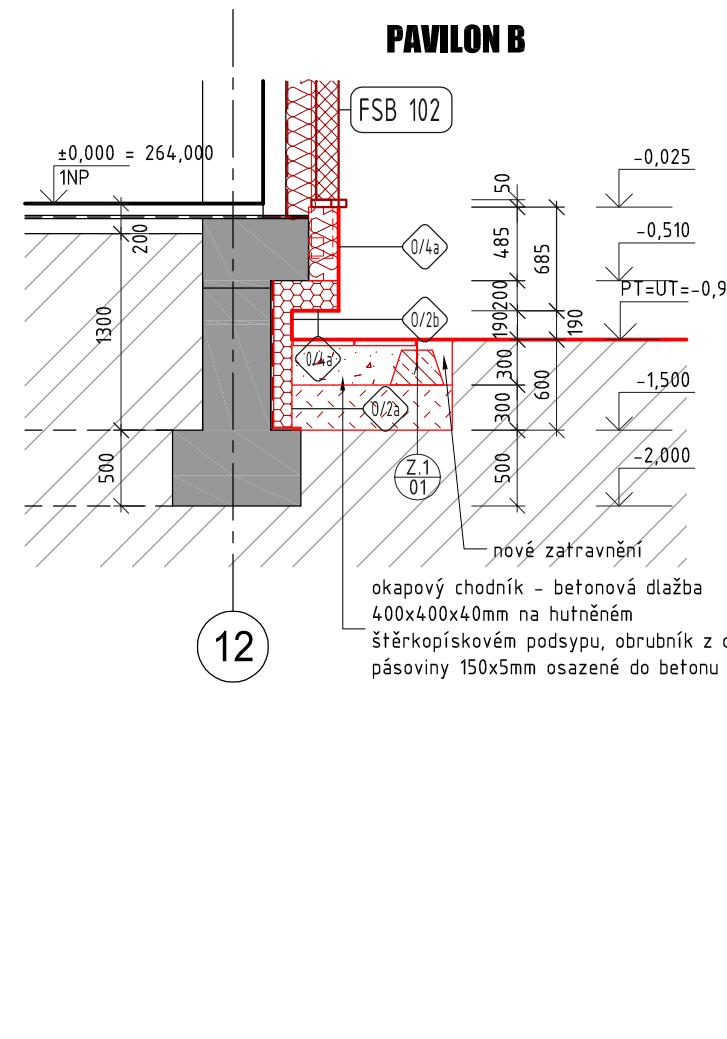 PAVILON B
FSB 102
±0,000 = 264,000
1NP
-0,025
50
-0,510
200
485
685
0/4a
PT=UT=-0,9
200
0/2b
190
190
1300
0/4a
300
600
-1,500
0/2a
300
-2,000
500
Z.1
01
500
nové zatravnění
okapový chodník - betonová dlažba
400x400x40mm na hutněném
štěrkopískovém podsypu, obrubník z
pásoviny 150x5mm osazené do betonu
12